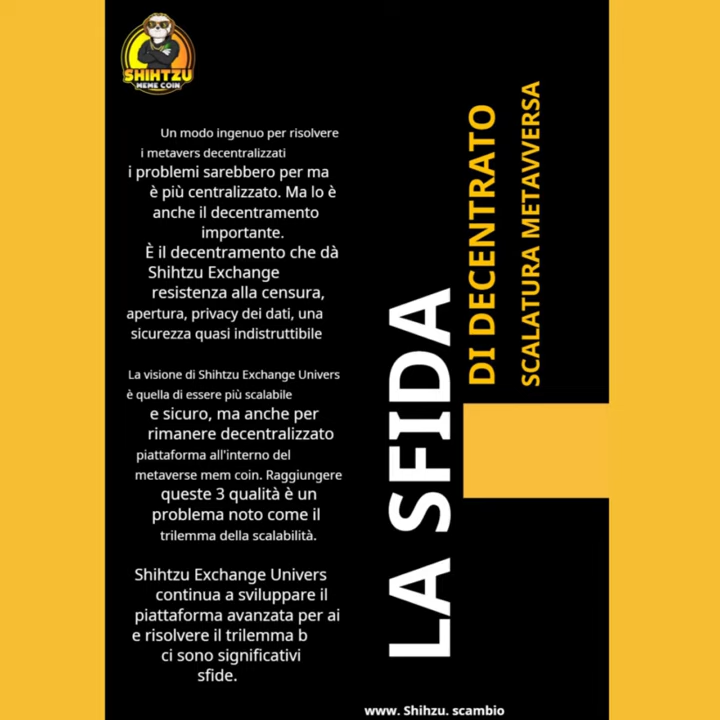 SHIHTZU
MEME COIN
Un modo ingenuo per risolvere
i metavers decentralizzati
i problemi sarebbero per ma
è più centralizzato. Ma lo è
anche il decentramento
importante.
È il decentramento che dà
Shihtzu Exchange
resistenza alla censura,
apertura, privacy dei dati, una
sicurezza quasi indistruttibile
La visione di Shihtzu Exchange Univers
è quella di essere più scalabile
e sicuro, ma anche per
rimanere decentralizzato
piattaforma all'interno del
metaverse mem coin. Raggiungere
queste 3 qualità è un
problema noto come il
trilemma della scalabilità.
Shihtzu Exchange Univers
continua a sviluppare il
piattaforma avanzata per ai
e risolvere il trilemma b
ci sono significativi
sfide.
LA SFIDA
DI DECENTRATO
SCALATURA METAVVERSA
www. Shihzu. scambio